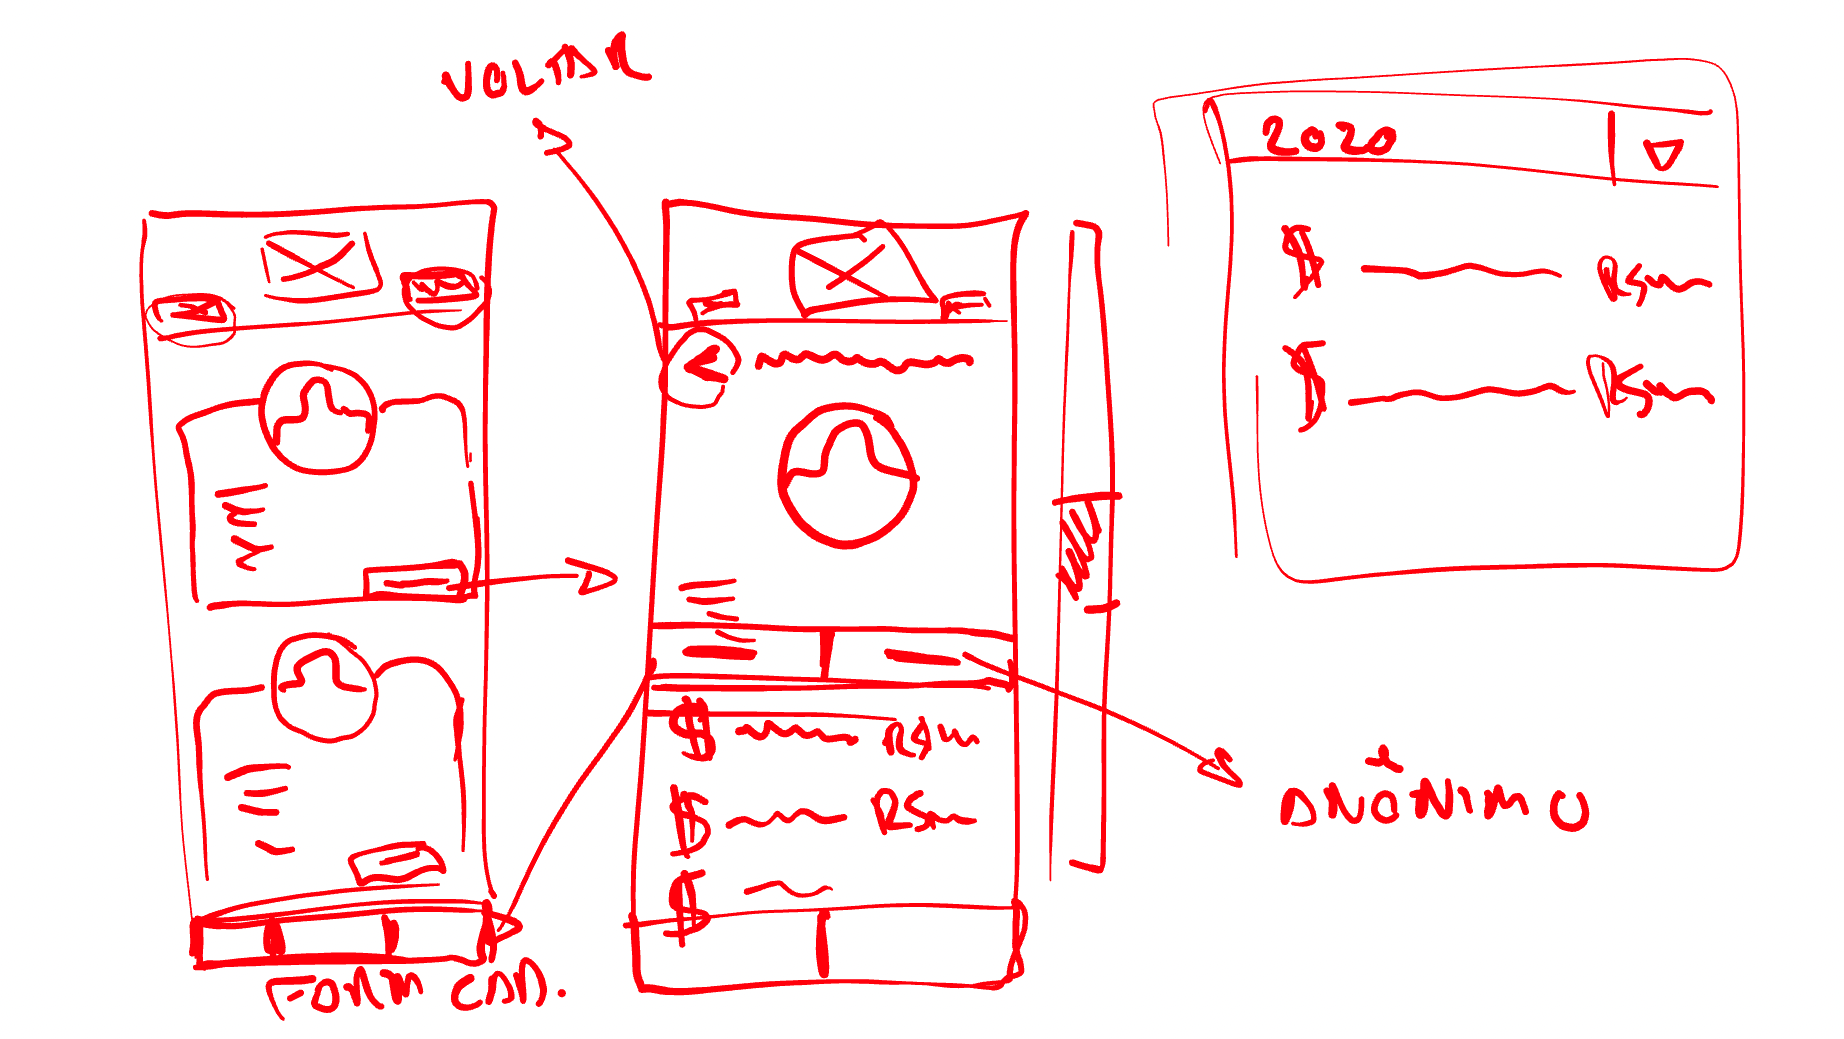 VOLTAR
2020
$ R$
$ R$
$ R$
$ R$
$
ANÔNIMO
FORM CAD.